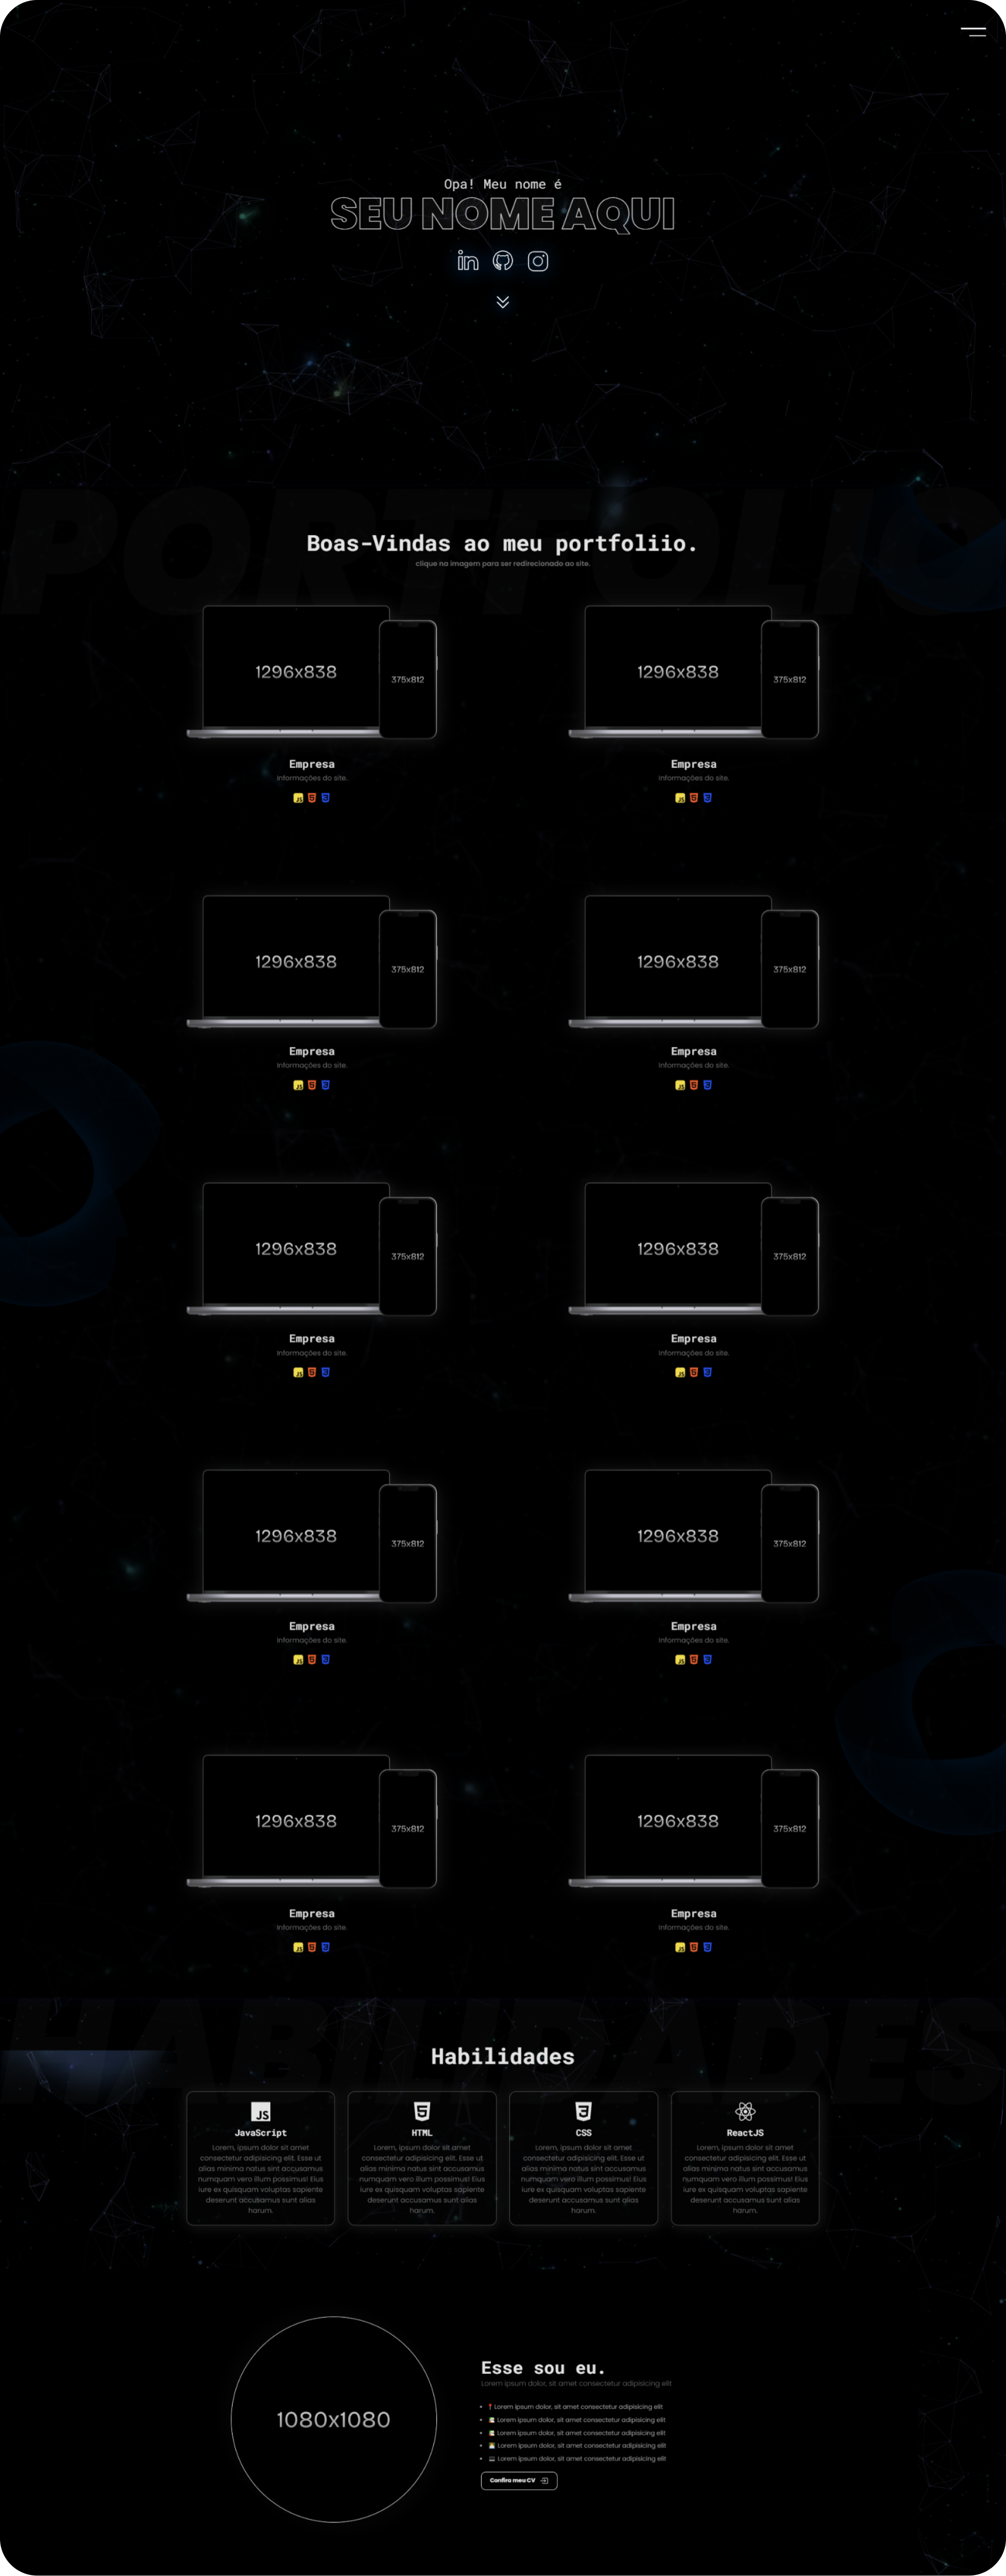 Opa! Meu nome é
SEU NOME AQUI
PORTFOLIO
Boas-Vindas ao meu portfoliio.
clique na imagem para ser redirecionado ao site.
1296x838
375x812
1296x838
375x812
Empresa
Informações do site.
JS
Empresa
Informações do site.
JS
1296x838
375x812
1296x838
375x812
Empresa
Informações do site.
JS
Empresa
Informações do site.
JS
1296x838
375x812
1296x838
375x812
Empresa
Informações do site.
JS
Empresa
Informações do site.
JS
1296x838
375x812
1296x838
375x812
Empresa
Informações do site.
JS
Empresa
Informações do site.
JS
1296x838
375x812
1296x838
375x812
Empresa
Informações do site.
JS
Empresa
Informações do site.
JS
HABILIDADES
Habilidades
JS
JavaScript
Lorem, ipsum dolor sit amet
consectetur adipisicing elit. Esse ut
alias minima natus sint accusamus
numquam vero illum possimus! Eius
iure ex quisquam voluptas sapiente
deserunt accusamus sunt alias
harum.
HTML
Lorem, ipsum dolor sit amet
consectetur adipisicing elit. Esse ut
alias minima natus sint accusamus
numquam vero illum possimus! Eius
iure ex quisquam voluptas sapiente
deserunt accusamus sunt alias
harum.
CSS
Lorem, ipsum dolor sit amet
consectetur adipisicing elit. Esse ut
alias minima natus sint accusamus
numquam vero illum possimus! Eius
iure ex quisquam voluptas sapiente
deserunt accusamus sunt alias
harum.
ReactJS
Lorem, ipsum dolor sit amet
consectetur adipisicing elit. Esse ut
alias minima natus sint accusamus
numquam vero illum possimus! Eius
iure ex quisquam voluptas sapiente
deserunt accusamus sunt alias
harum.
1080x1080
Esse sou eu.
Lorem ipsum dolor, sit amet consectetur adipisicing elit
Lorem ipsum dolor, sit amet consectetur adipisicing elit
Lorem ipsum dolor, sit amet consectetur adipisicing elit
Lorem ipsum dolor, sit amet consectetur adipisicing elit
Lorem ipsum dolor, sit amet consectetur adipisicing elit
Lorem ipsum dolor, sit amet consectetur adipisicing elit
Confira meu CV